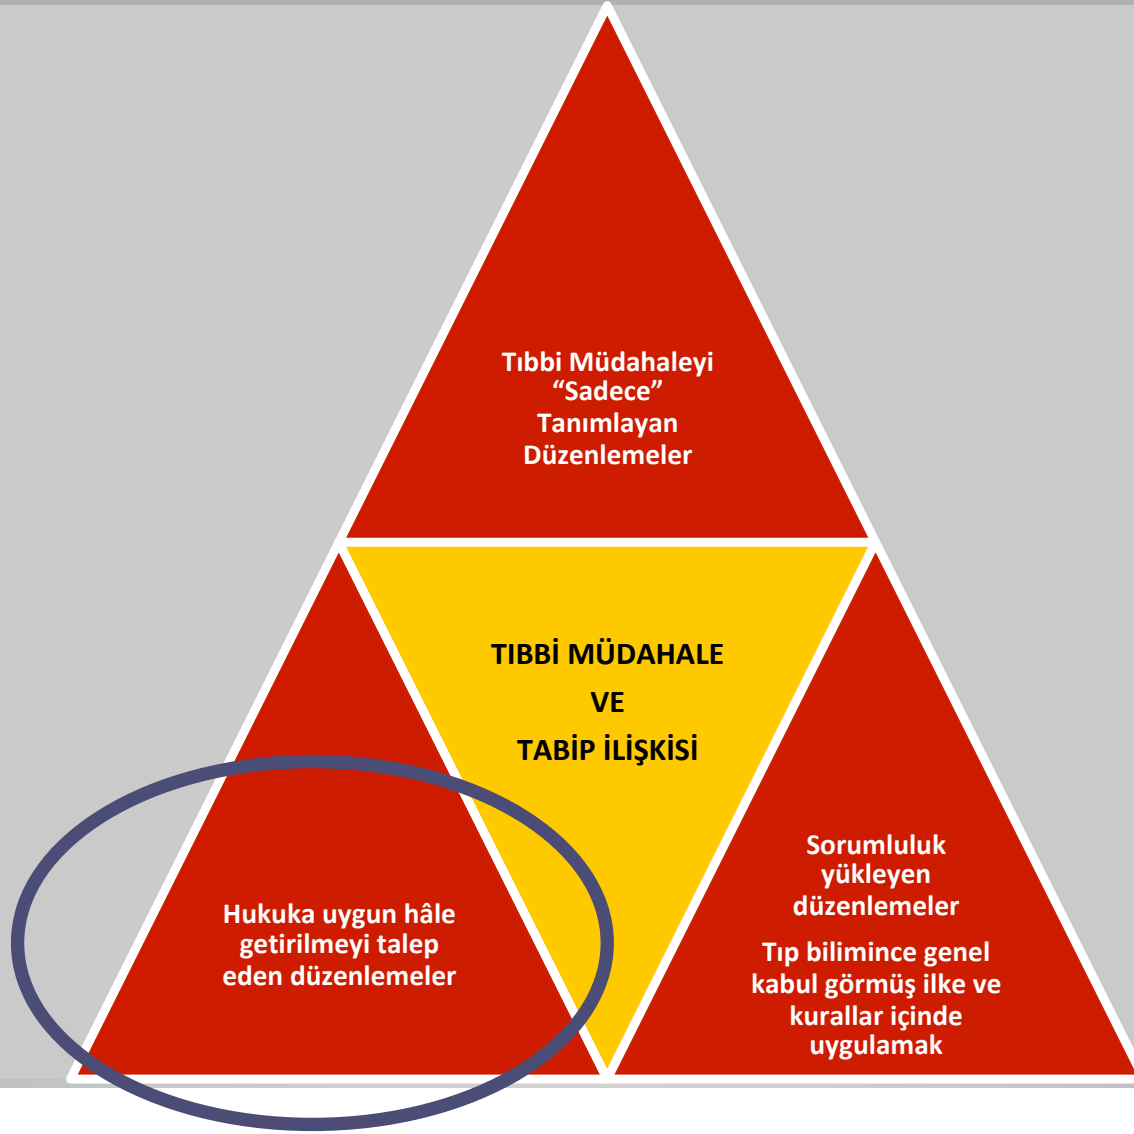 Tıbbi Müdahaleyi
“Sadece”
Tanımlayan
Düzenlemeler
TIBBİ MÜDAHALE
VE
TABİP İLİŞKİSİ
Hukuka uygun hâle
getirilmeyi talep
eden düzenlemeler
Sorumluluk
yükleyen
düzenlemeler
Tıp bilimince genel
kabul görmüş ilke ve
kurallar içinde
uygulamak